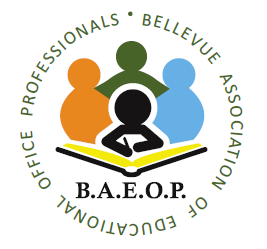 • BELLEVUE ASSOCIATION OF EDUCATIONAL OFFICE PROFESSIONALS
B.A.E.O.P.